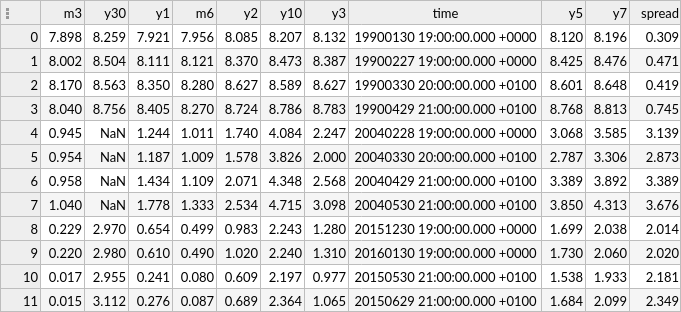 m3 y30 y1 m6 y2 y10 y3 time y5 y7 spread
0 7.898 8.259 7.921 7.956 8.085 8.207 8.132 19900130 19:00:00.000 +0000 8.120 8.196 0.309
1 8.002 8.504 8.111 8.121 8.370 8.473 8.387 19900227 19:00:00.000 +0000 8.425 8.476 0.471
2 8.170 8.563 8.350 8.280 8.627 8.589 8.627 19900330 20:00:00.000 +0100 8.601 8.648 0.419
3 8.040 8.756 8.405 8.270 8.724 8.786 8.783 19900429 21:00:00.000 +0100 8.768 8.813 0.745
4 0.945 NaN 1.244 1.011 1.740 4.084 2.247 20040228 19:00:00.000 +0000 3.068 3.585 3.139
5 0.954 NaN 1.187 1.009 1.578 3.826 2.000 20040330 20:00:00.000 +0100 2.787 3.306 2.873
6 0.958 NaN 1.434 1.109 2.071 4.348 2.568 20040429 21:00:00.000 +0100 3.389 3.892 3.389
7 1.040 NaN 1.778 1.333 2.534 4.715 3.098 20040530 21:00:00.000 +0100 3.850 4.313 3.676
8 0.229 2.970 0.654 0.499 0.983 2.243 1.280 20151230 19:00:00.000 +0000 1.699 2.038 2.014
9 0.220 2.980 0.610 0.490 1.020 2.240 1.310 20160130 19:00:00.000 +0000 1.730 2.060 2.020
10 0.017 2.955 0.241 0.080 0.609 2.197 0.977 20150530 21:00:00.000 +0100 1.538 1.933 2.181
11 0.015 3.112 0.276 0.087 0.689 2.364 1.065 20150629 21:00:00.000 +0100 1.684 2.099 2.349